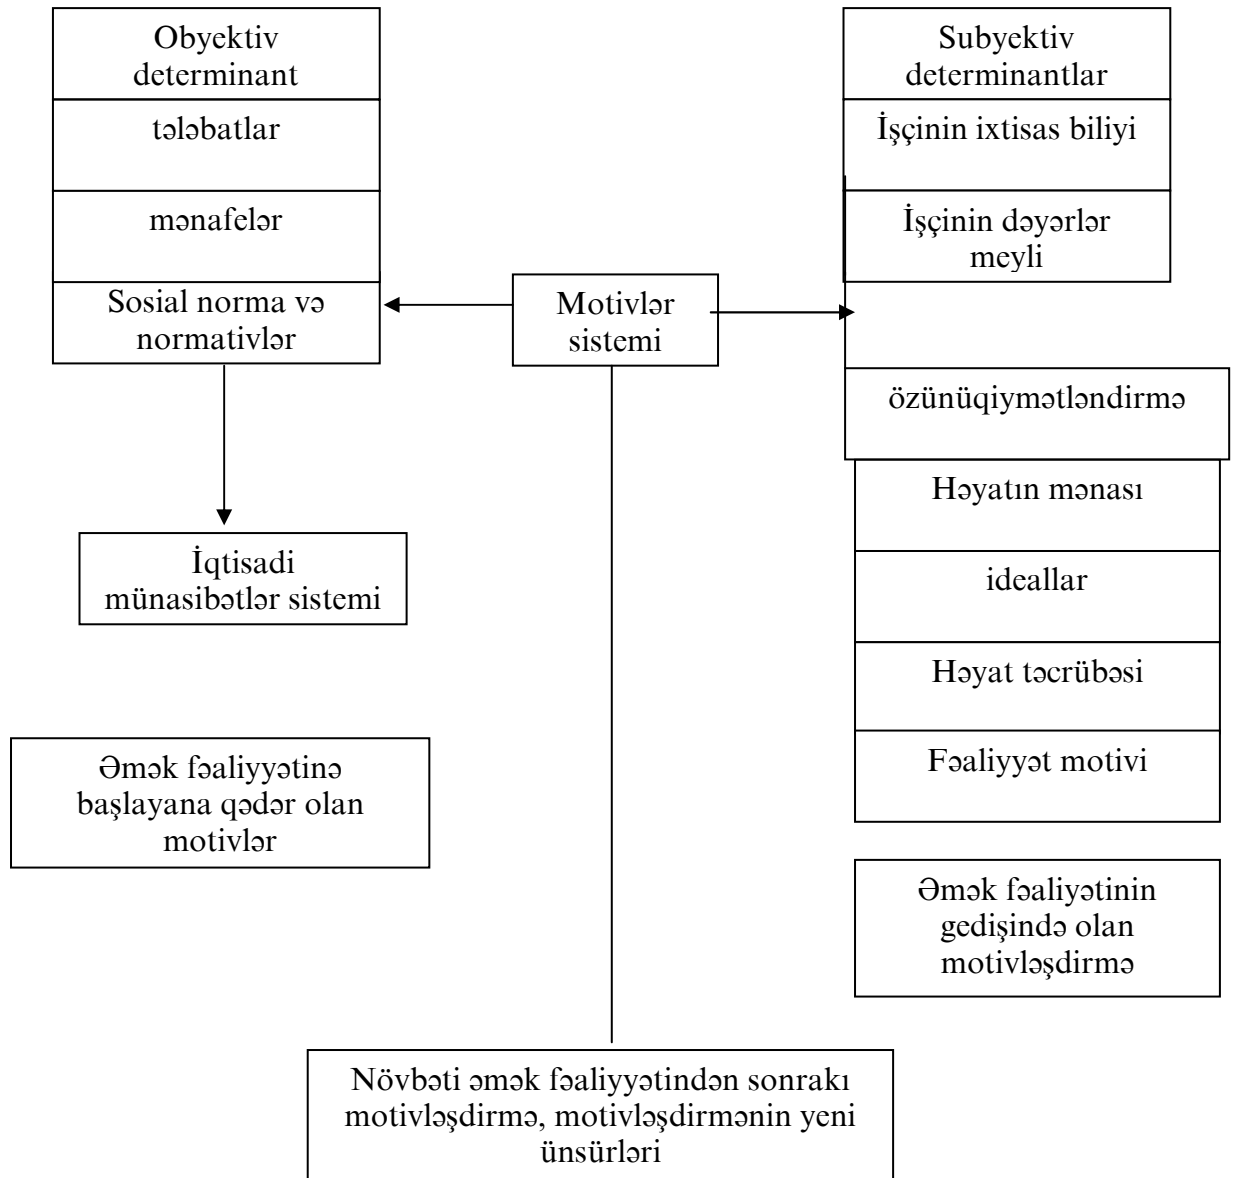 Obyektiv
determinant
tələbatlar
mənafelər
Sosial norma və
normativlər
İqtisadi
münasibətlər sistemi
Əmək fəaliyyətinə
başlayana qədər olan
motivlər
Motivlər
sistemi
Subyektiv
determinantlar
İşçinin ixtisas biliyi
İşçinin dəyərlər
meyli
özünüqiymətləndirmə
Həyatın mənası
ideallar
Həyat təcrübəsi
Fəaliyyət motivi
Əmək fəaliyətinin
gedişində olan
motivləşdirmə
Növbəti əmək fəaliyyətindən sonrakı
motivləşdirmə, motivləşdirmənin yeni
ünsürləri